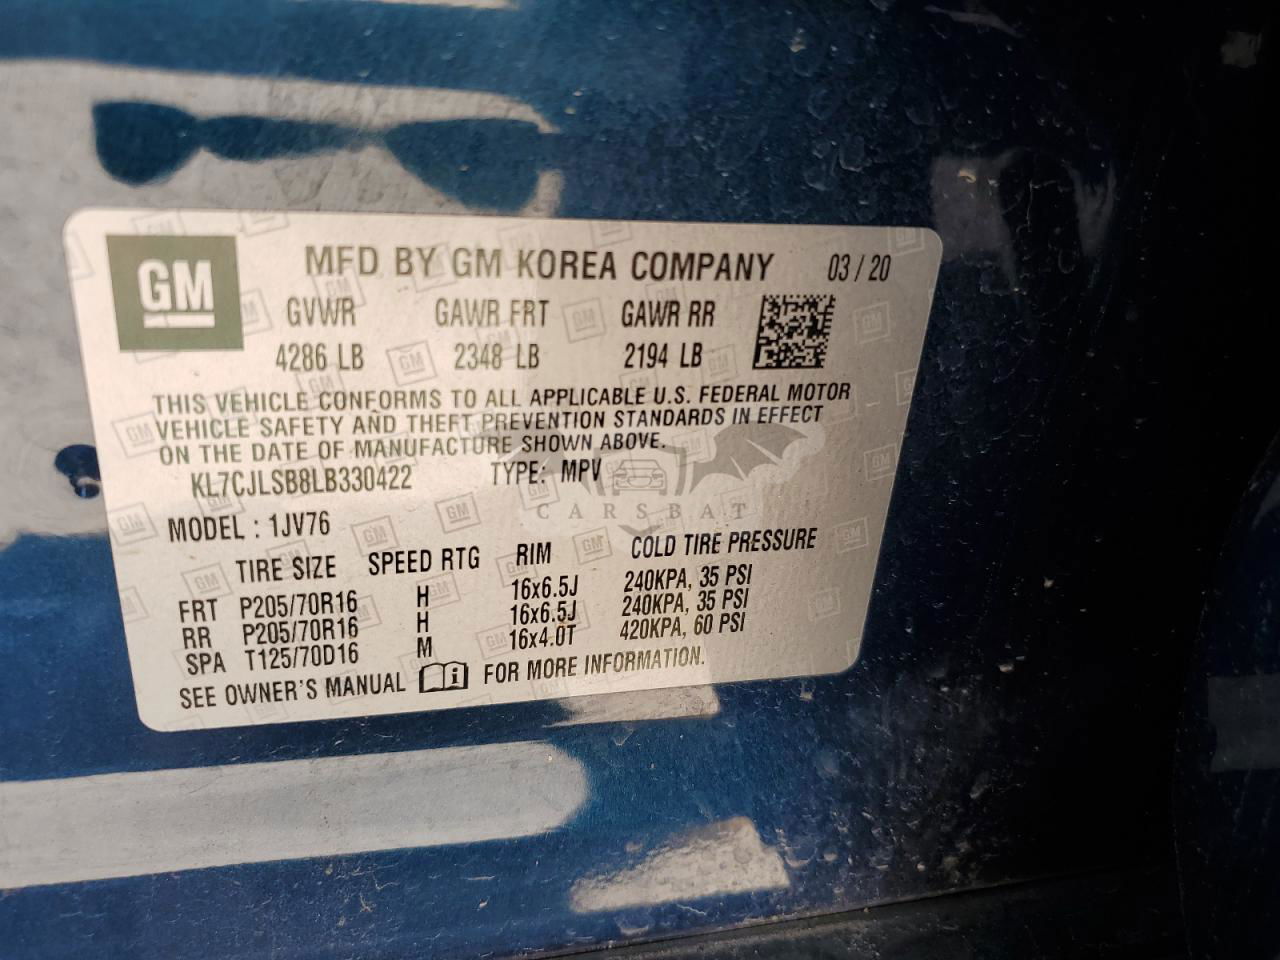 GM
MFD BY GM KOREA COMPANY 03 / 20
GVWR GAWR FRT GAWR RR
4286 LB 2348 LB 2194 LB
THIS VEHICLE CONFORMS TO ALL APPLICABLE U.S. FEDERAL MOTOR
VEHICLE SAFETY AND THEFT PREVENTION STANDARDS IN EFFECT
ON THE DATE OF MANUFACTURE SHOWN ABOVE.
KL7CJLSB8LB330422 TYPE: MPV
CARSBAT
MODEL : 1JV76
TIRE SIZE SPEED RTG RIM COLD TIRE PRESSURE
FRT P205/70R16 H 16x6.5J 240KPA, 35 PSI
RR P205/70R16 H 16x6.5J 240KPA, 35 PSI
SPA T125/70D16 M 16x4.0T 420KPA, 60 PSI
SEE OWNER'S MANUAL i FOR MORE INFORMATION.